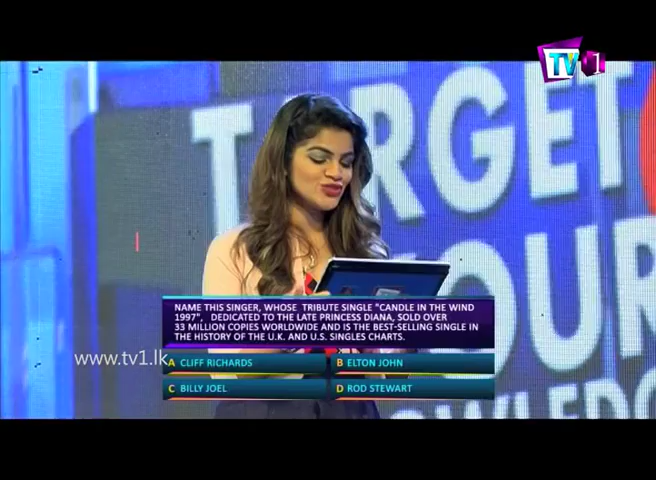 TV1
TARGET
YOUR
KNOWLEDGE
NAME THIS SINGER, WHOSE TRIBUTE SINGLE "CANDLE IN THE WIND
1997", DEDICATED TO THE LATE PRINCESS DIANA, SOLD OVER
33 MILLION COPIES WORLDWIDE AND IS THE BEST-SELLING SINGLE IN
THE HISTORY OF THE U.K. AND U.S. SINGLES CHARTS.
www.tv1.lk
A CLIFF RICHARDS
B ELTON JOHN
C BILLY JOEL
D ROD STEWART